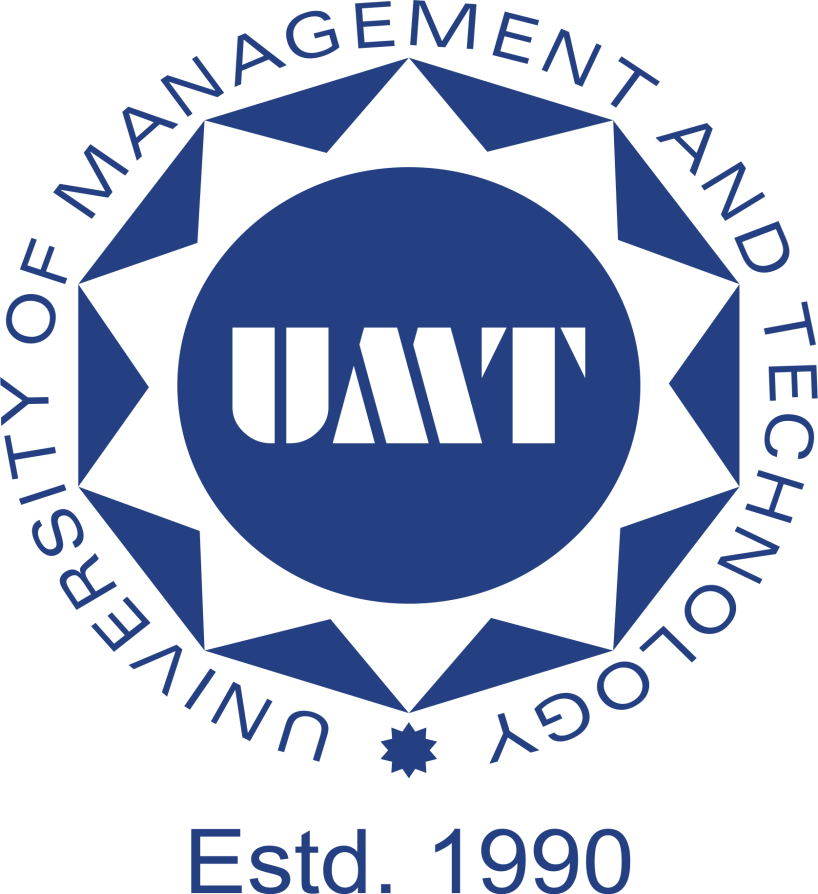 UNIVERSITY OF MANAGEMENT AND TECHNOLOGY
UMT
Estd. 1990